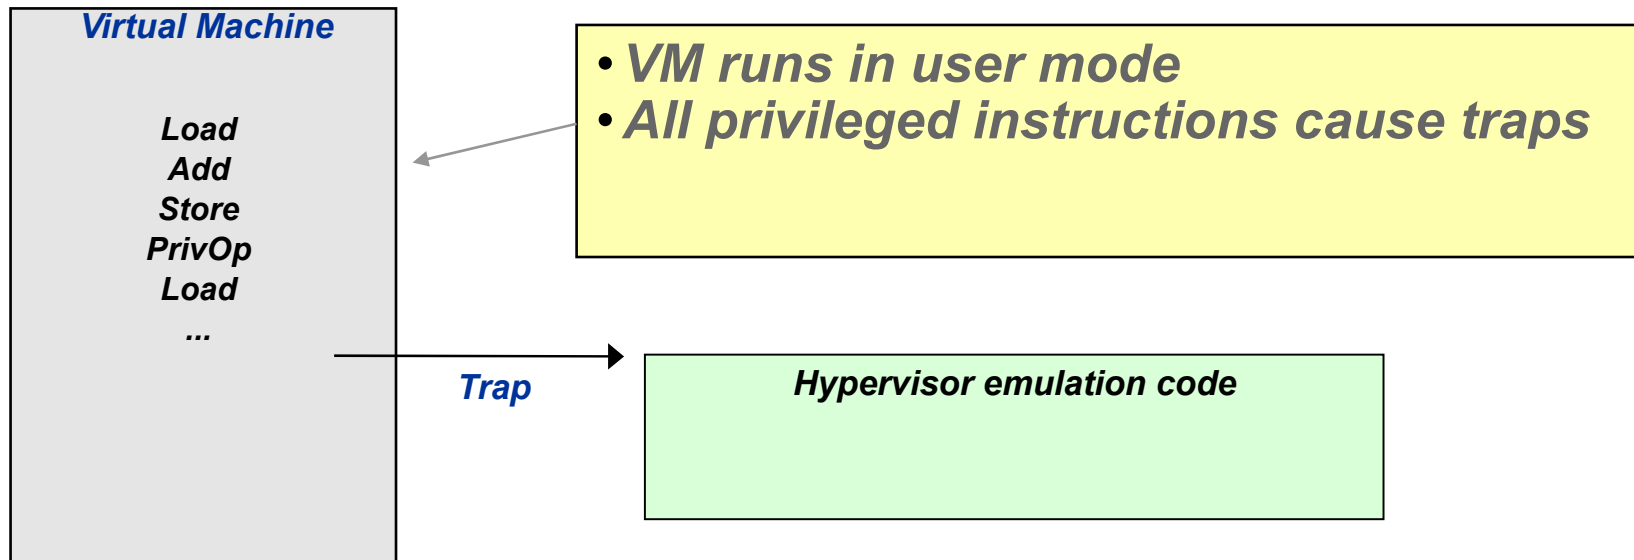 Virtual Machine
Load
Add
Store
PrivOp
Load
...
• VM runs in user mode
• All privileged instructions cause traps
Trap
Hypervisor emulation code